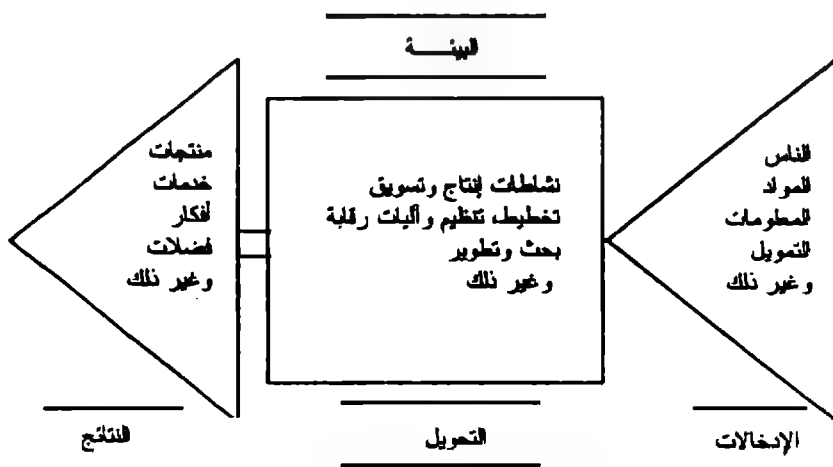 البيئــــة
الناس
المواد
المعلومات
التمويل
وغير ذلك
نشاطات إنتاج وتسويق
تخطيط، تنظيم وآليات رقابة
بحث وتطوير
وغير ذلك
منتجات
خدمات
أفكار
فضلات
وغير ذلك
الإدخالات
التحويل
النتائج